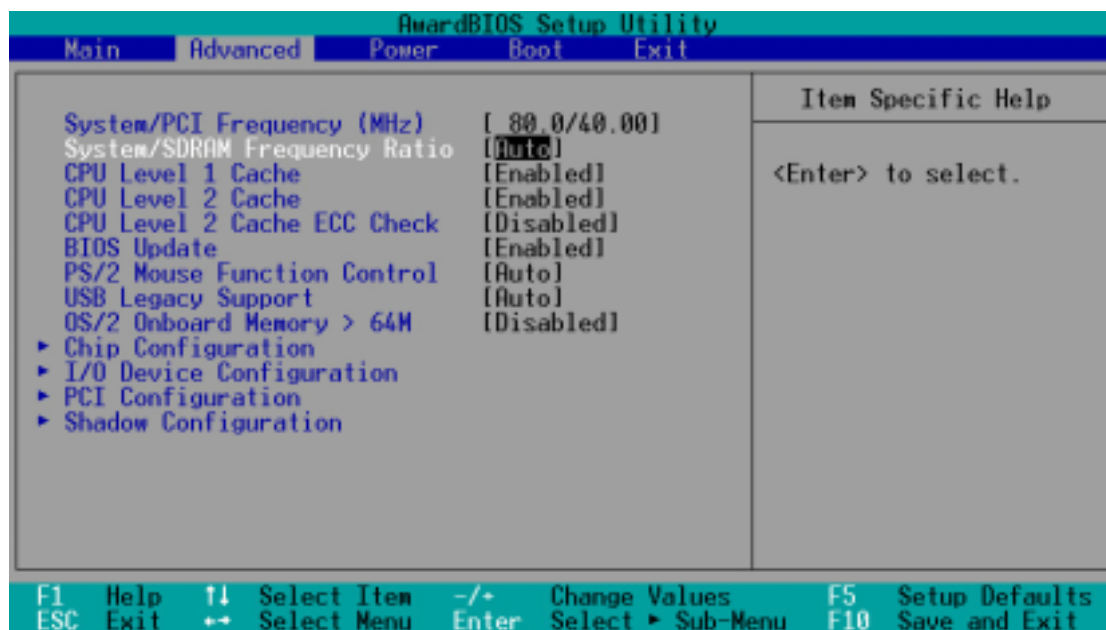 AwardBIOS Setup Utility
Main Advanced Power Boot Exit
Item Specific Help
System/PCI Frequency (MHz) [ 80.0/40.00]
System/SDRAM Frequency Ratio [Auto]
CPU Level 1 Cache [Enabled]
<Enter> to select.
CPU Level 2 Cache [Enabled]
CPU Level 2 Cache ECC Check [Disabled]
BIOS Update [Enabled]
PS/2 Mouse Function Control [Auto]
USB Legacy Support [Auto]
OS/2 Onboard Memory > 64M [Disabled]
► Chip Configuration
► I/O Device Configuration
► PCI Configuration
► Shadow Configuration
F1 Help ↑↓ Select Item -/+ Change Values F5 Setup Defaults
ESC Exit ←→ Select Menu Enter Select ► Sub-Menu F10 Save and Exit